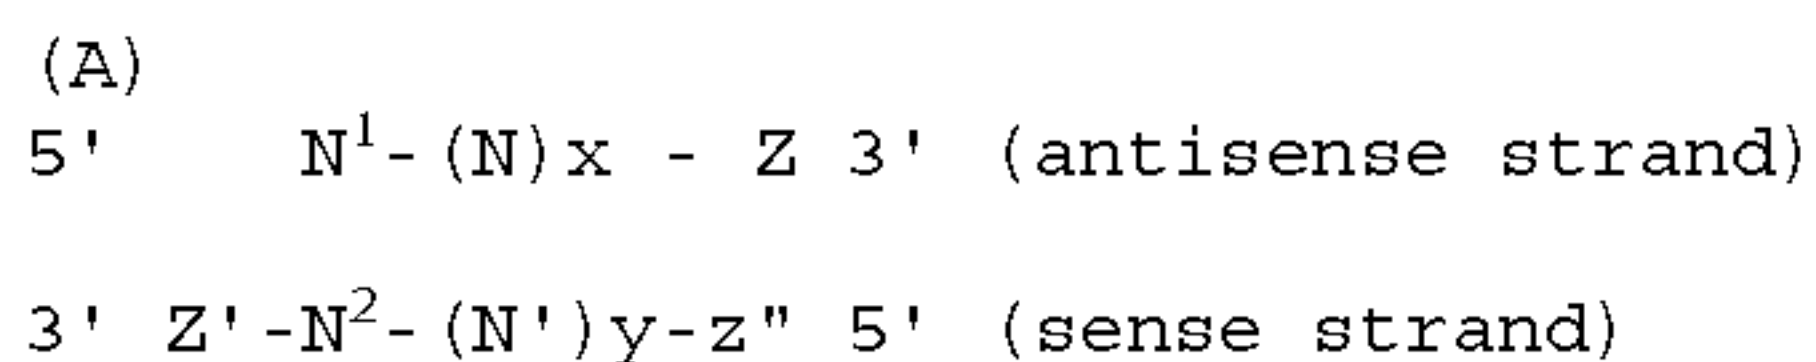 (A)
5' N¹-(N)x - Z 3' (antisense strand)
3' Z'-N²-(N')y-z" 5' (sense strand)